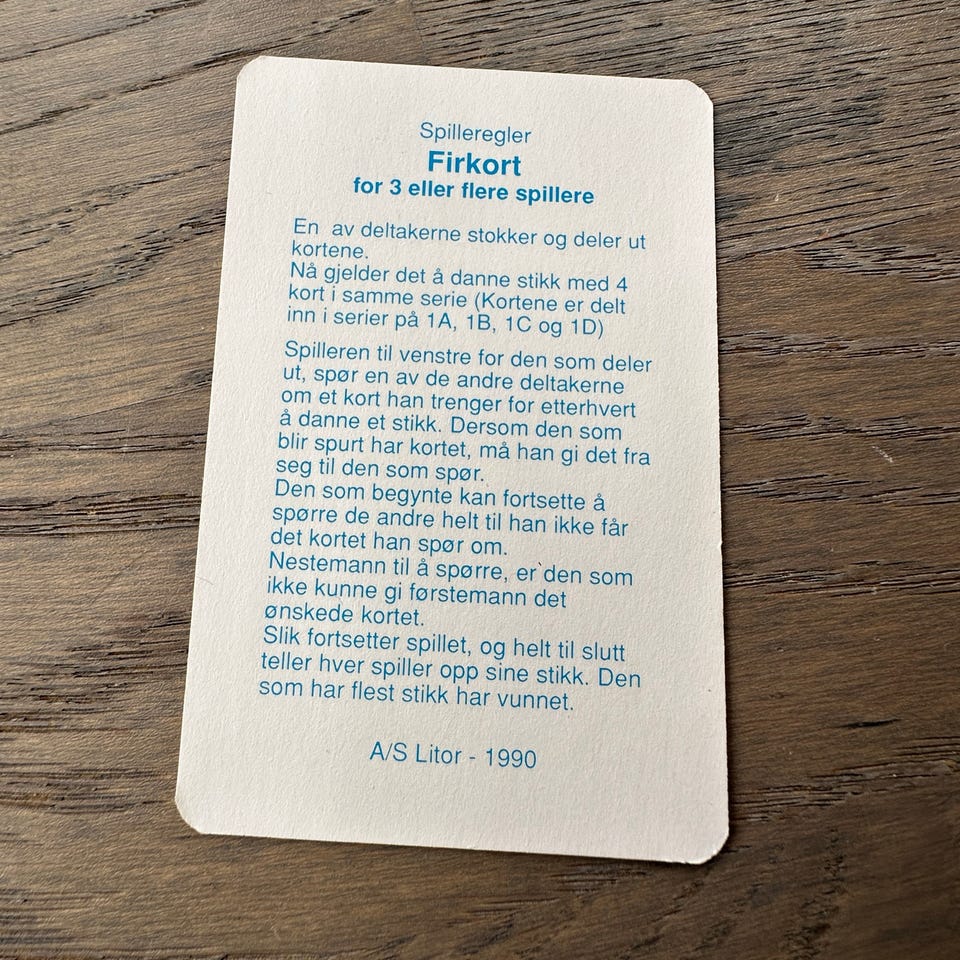 Spilleregler
Firkort
for 3 eller flere spillere
En av deltakerne stokker og deler ut
kortene.
Nå gjelder det å danne stikk med 4
kort i samme serie (Kortene er delt
inn i serier på 1A, 1B, 1C og 1D)
Spilleren til venstre for den som deler
ut, spør en av de andre deltakerne
om et kort han trenger for etterhvert
å danne et stikk. Dersom den som
blir spurt har kortet, må han gi det fra
seg til den som spør.
Den som begynte kan fortsette å
spørre de andre helt til han ikke får
det kortet han spør om.
Nestemann til å spørre, er den som
ikke kunne gi førstemann det
ønskede kortet.
Slik fortsetter spillet, og helt til slutt
teller hver spiller opp sine stikk. Den
som har flest stikk har vunnet.
A/S Litor - 1990